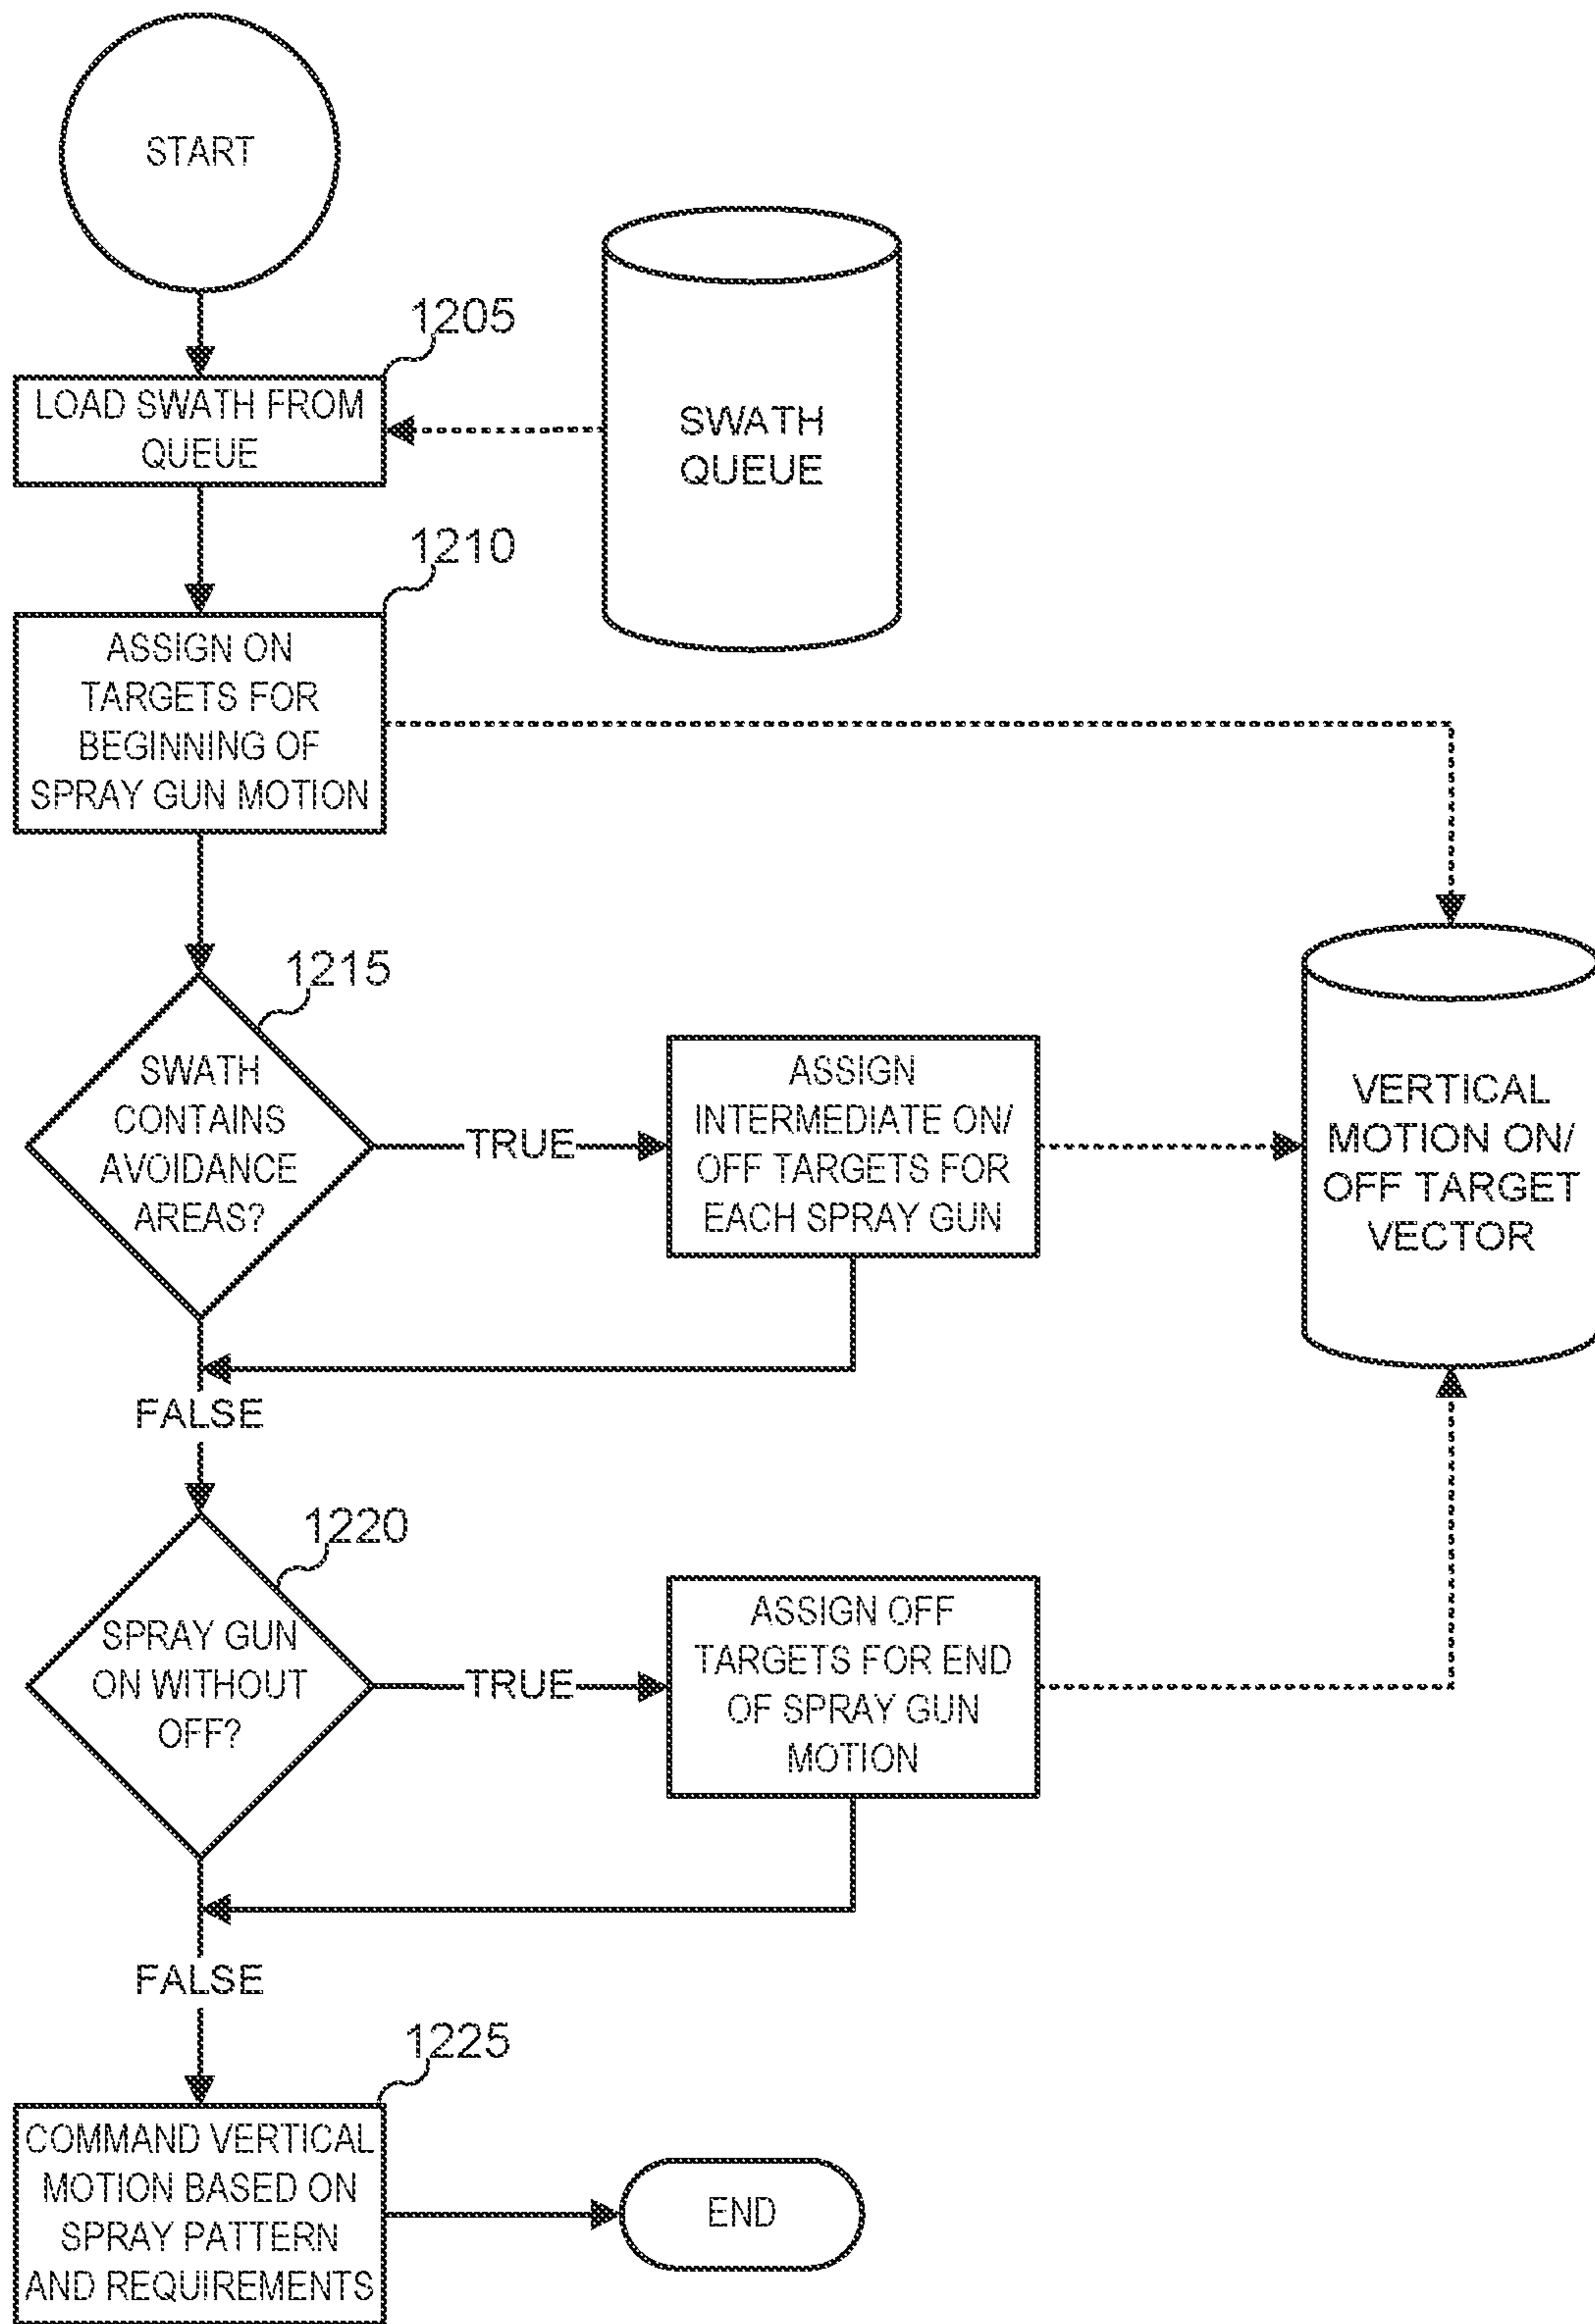 START
1205
LOAD SWATH FROM
QUEUE
SWATH
QUEUE
1210
ASSIGN ON
TARGETS FOR
BEGINNING OF
SPRAY GUN MOTION
1215
SWATH
CONTAINS
AVOIDANCE
AREAS?
TRUE
ASSIGN
INTERMEDIATE ON/
OFF TARGETS FOR
EACH SPRAY GUN
VERTICAL
MOTION ON/
OFF TARGET
VECTOR
FALSE
1220
SPRAY GUN
ON WITHOUT
OFF?
TRUE
ASSIGN OFF
TARGETS FOR END
OF SPRAY GUN
MOTION
FALSE
1225
COMMAND VERTICAL
MOTION BASED ON
SPRAY PATTERN
AND REQUIREMENTS
END